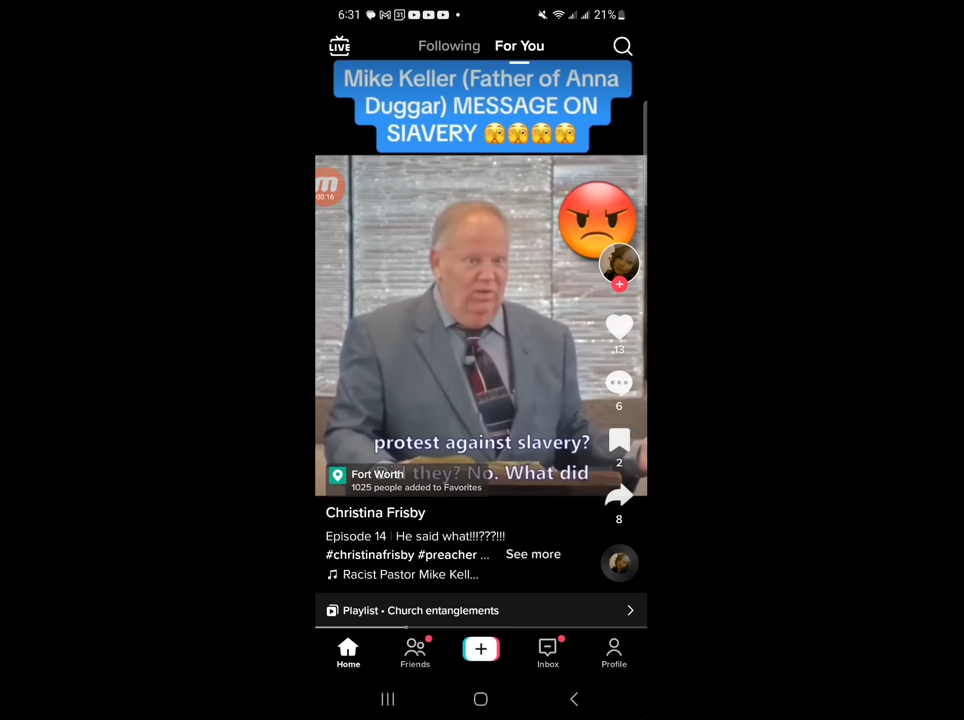 6:31
31
21%
LIVE
Following For You
Mike Keller (Father of Anna
Duggar) MESSAGE ON
SIAVERY 🫣🫣🫣🫣
00:16
13
6
protest against slavery?
they? No. What did
2
Fort Worth
1025 people added to Favorites
8
Christina Frisby
Episode 14 | He said what!!!???!!!
#christinafrisby #preacher ... See more
Racist Pastor Mike Kell...
Playlist • Church entanglements
Home Friends Inbox Profile